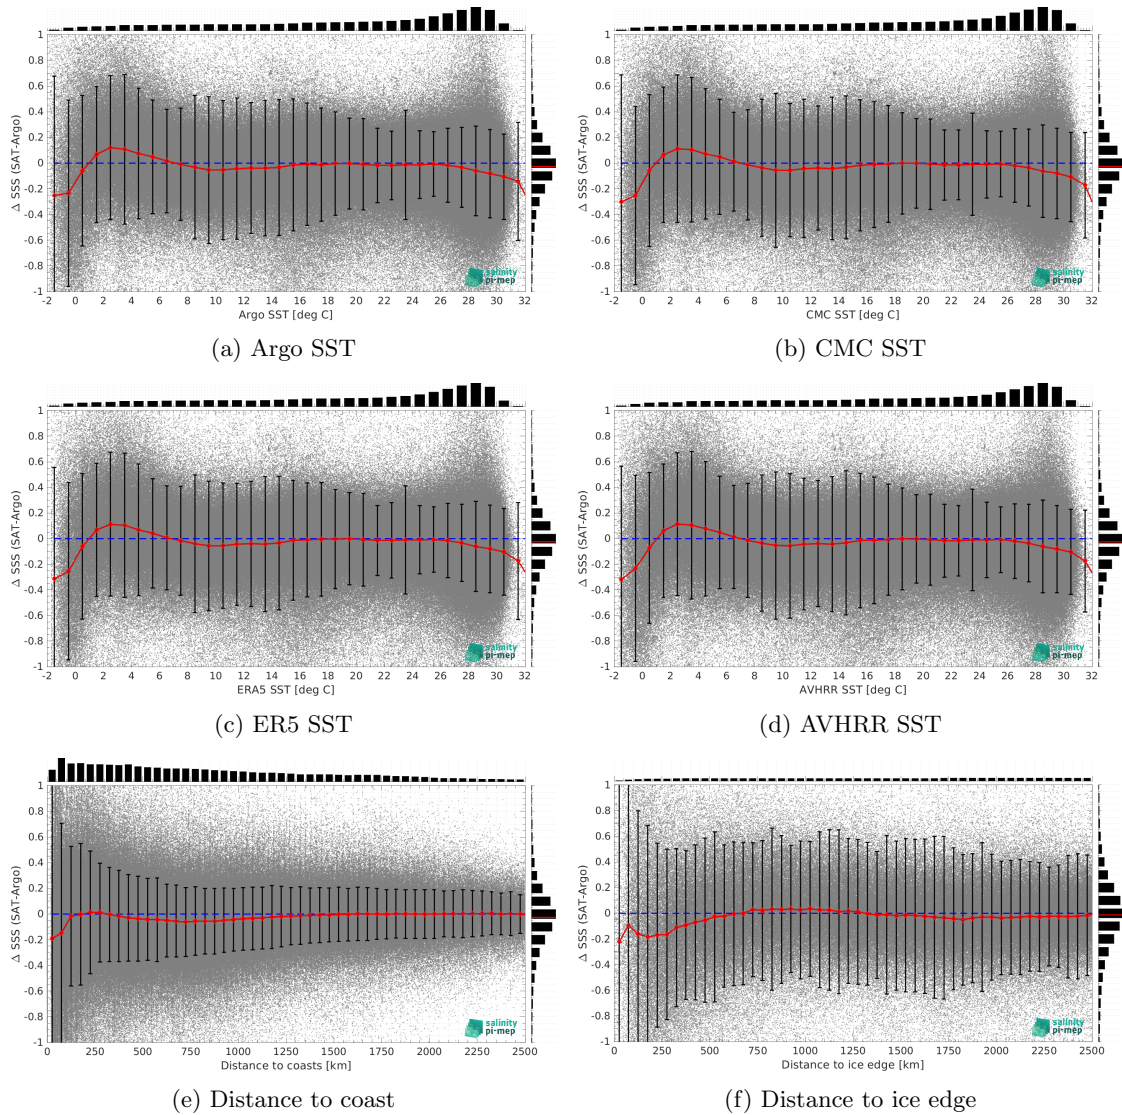 1
0.8
0.6
0.4
0.2
0
-0.2
-0.4
-0.6
-0.8
-1
Δ SSS (SAT-Argo)
-2 0 2 4 6 8 10 12 14 16 18 20 22 24 26 28 30 32
Argo SST [deg C]
salinity
pi-mep
(a) Argo SST
1
0.8
0.6
0.4
0.2
0
-0.2
-0.4
-0.6
-0.8
-1
Δ SSS (SAT-Argo)
-2 0 2 4 6 8 10 12 14 16 18 20 22 24 26 28 30 32
CMC SST [deg C]
salinity
pi-mep
(b) CMC SST
1
0.8
0.6
0.4
0.2
0
-0.2
-0.4
-0.6
-0.8
-1
Δ SSS (SAT-Argo)
-2 0 2 4 6 8 10 12 14 16 18 20 22 24 26 28 30 32
ERA5 SST [deg C]
salinity
pi-mep
(c) ER5 SST
1
0.8
0.6
0.4
0.2
0
-0.2
-0.4
-0.6
-0.8
-1
Δ SSS (SAT-Argo)
-2 0 2 4 6 8 10 12 14 16 18 20 22 24 26 28 30 32
AVHRR SST [deg C]
salinity
pi-mep
(d) AVHRR SST
1
0.8
0.6
0.4
0.2
0
-0.2
-0.4
-0.6
-0.8
-1
Δ SSS (SAT-Argo)
0 250 500 750 1000 1250 1500 1750 2000 2250 2500
Distance to coasts [km]
salinity
pi-mep
(e) Distance to coast
1
0.8
0.6
0.4
0.2
0
-0.2
-0.4
-0.6
-0.8
-1
Δ SSS (SAT-Argo)
0 250 500 750 1000 1250 1500 1750 2000 2250 2500
Distance to ice edge [km]
salinity
pi-mep
(f) Distance to ice edge